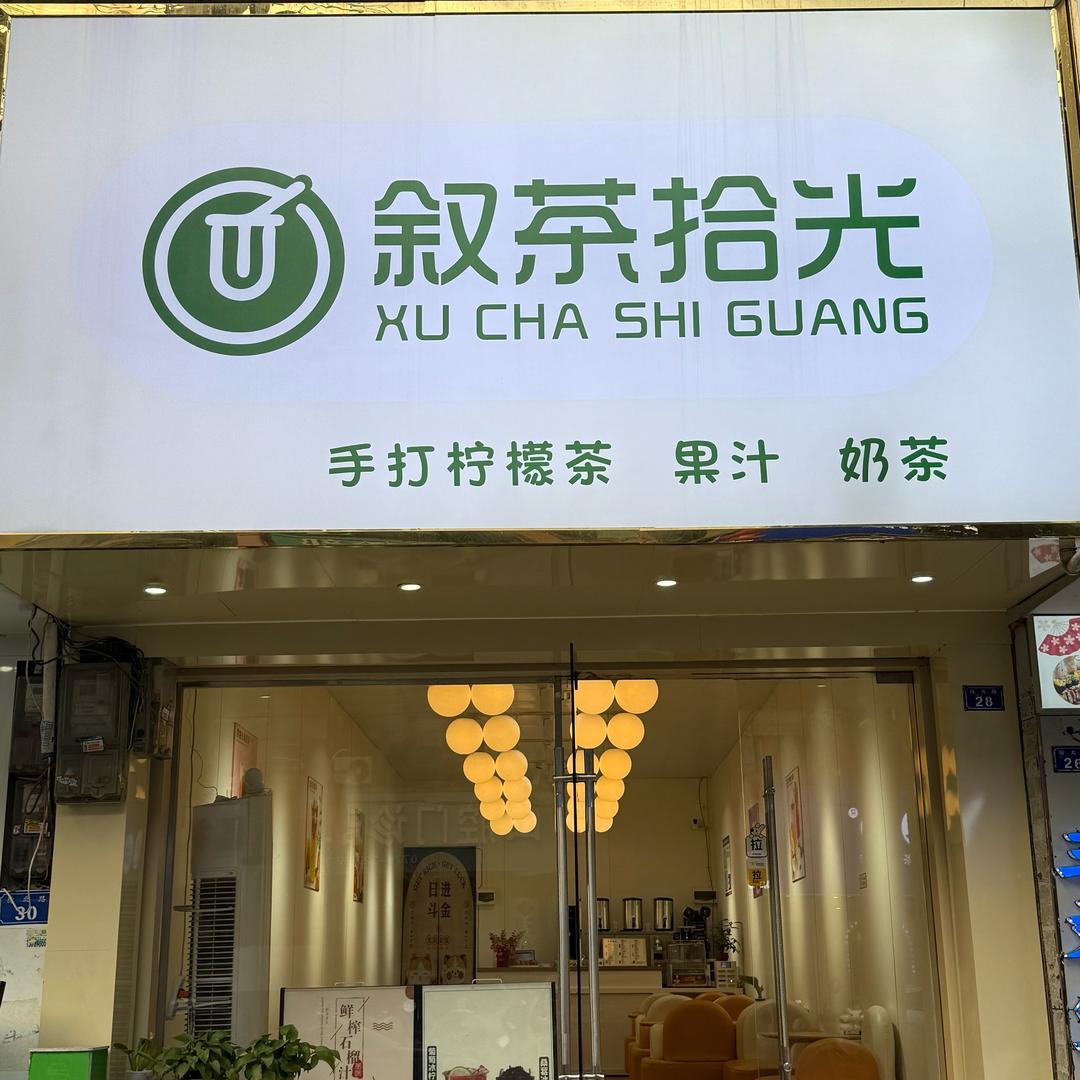 叙茶拾光
XU CHA SHI GUANG
手打柠檬茶 果汁 奶茶
28
26
30
拉
拉
日进
斗金
鲜榨石榴汁